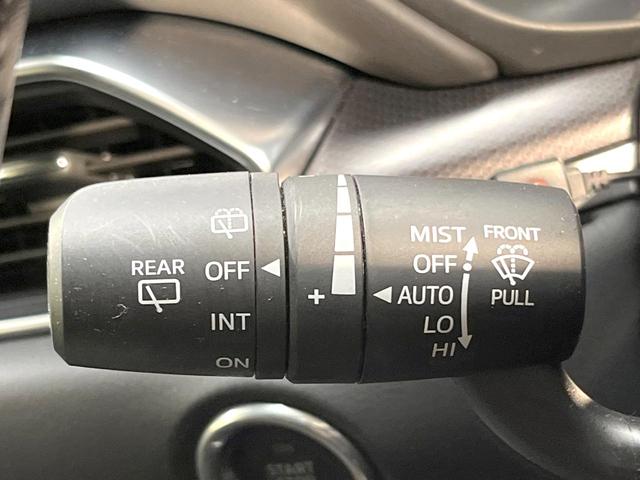 REAR
OFF
INT
ON
+
MIST
OFF
AUTO
LO
HI
FRONT
PULL
START